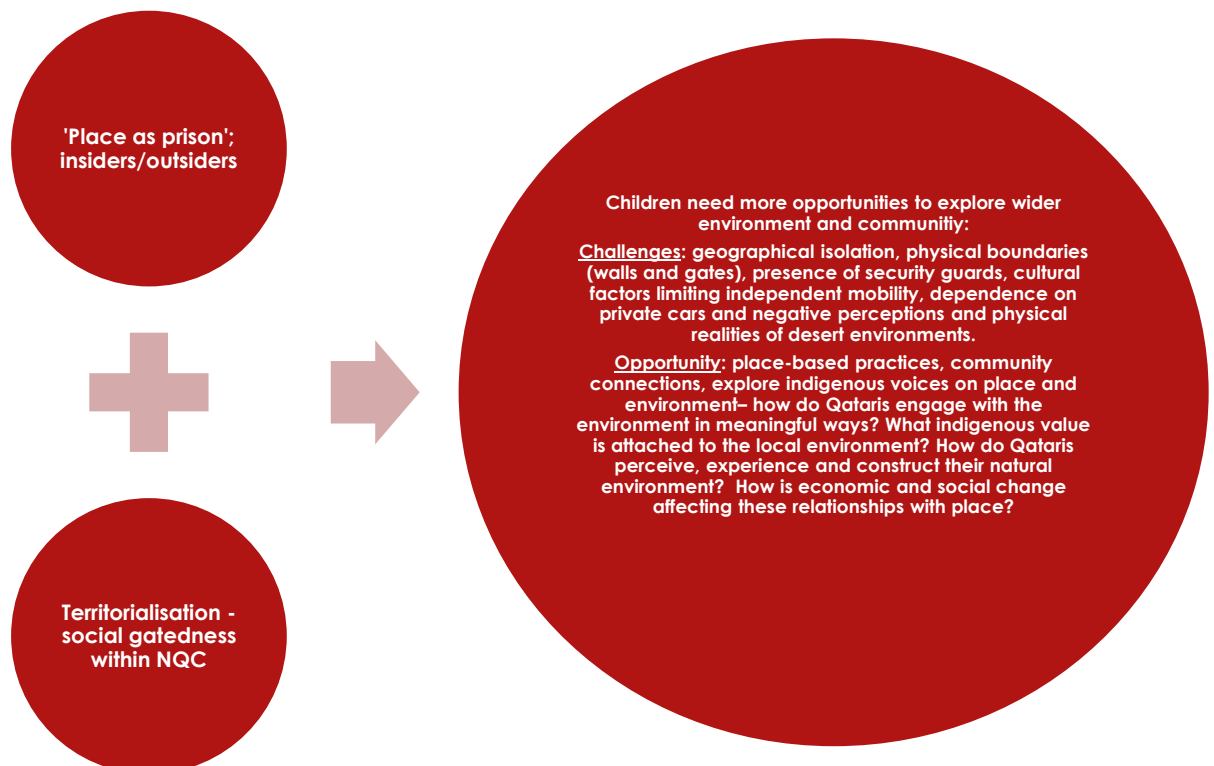 'Place as prison';
insiders/outsiders
Territorialisation -
social gatedness
within NQC
Children need more opportunities to explore wider
environment and communitiy:
Challenges: geographical isolation, physical boundaries
(walls and gates), presence of security guards, cultural
factors limiting independent mobility, dependence on
private cars and negative perceptions and physical
realities of desert environments.
Opportunity: place-based practices, community
connections, explore indigenous voices on place and
environment– how do Qataris engage with the
environment in meaningful ways? What indigenous value
is attached to the local environment? How do Qataris
perceive, experience and construct their natural
environment?  How is economic and social change
affecting these relationships with place?